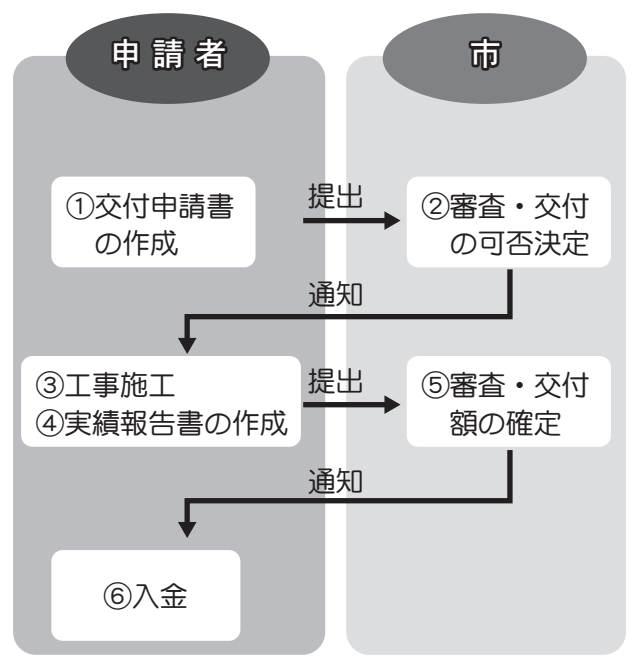 申請者
市
①交付申請書
の作成
提出
②審査・交付
の可否決定
通知
③工事施工
④実績報告書の作成
提出
⑤審査・交付
額の確定
通知
⑥入金